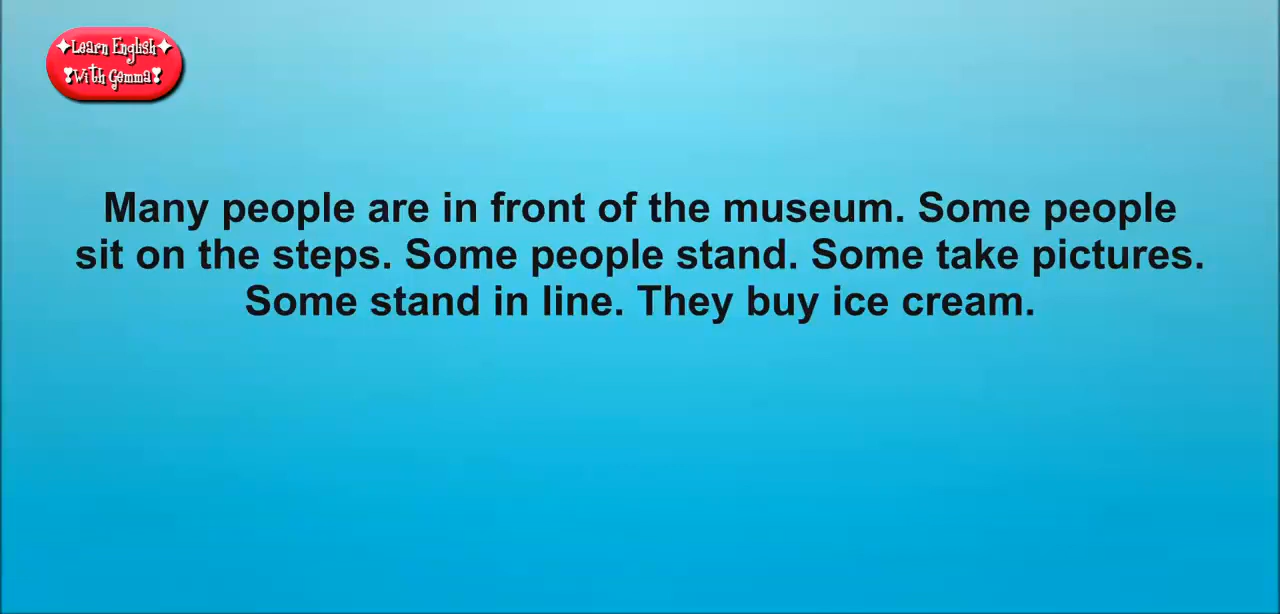 Learn English
With Gemma
Many people are in front of the museum. Some people
sit on the steps. Some people stand. Some take pictures.
Some stand in line. They buy ice cream.